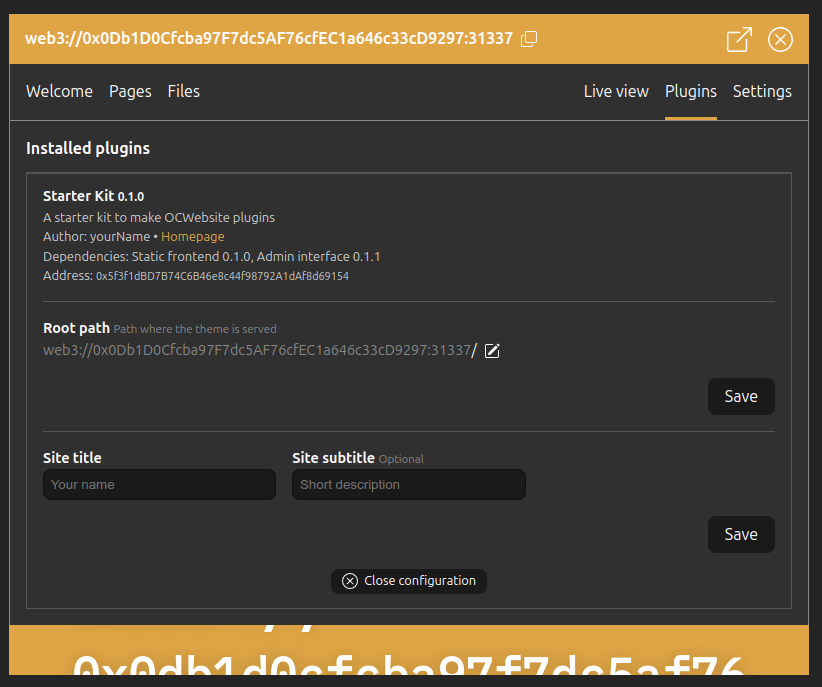 web3://0x0Db1D0Cfcba97F7dc5AF76cfEC1a646c33cD9297:31337
Welcome Pages Files Live view Plugins Settings
Installed plugins
Starter Kit 0.1.0
A starter kit to make OCWebsite plugins
Author: yourName • Homepage
Dependencies: Static frontend 0.1.0, Admin interface 0.1.1
Address: 0x5f3f1dBD7B74C6B46e8c44f98792A1dAf8d69154
Root path Path where the theme is served
web3://0x0Db1D0Cfcba97F7dc5AF76cfEC1a646c33cD9297:31337/
Save
Site title Site subtitle Optional
Your name Short description
Save
Close configuration
0x0db1d0cfcba97f7dc5af76